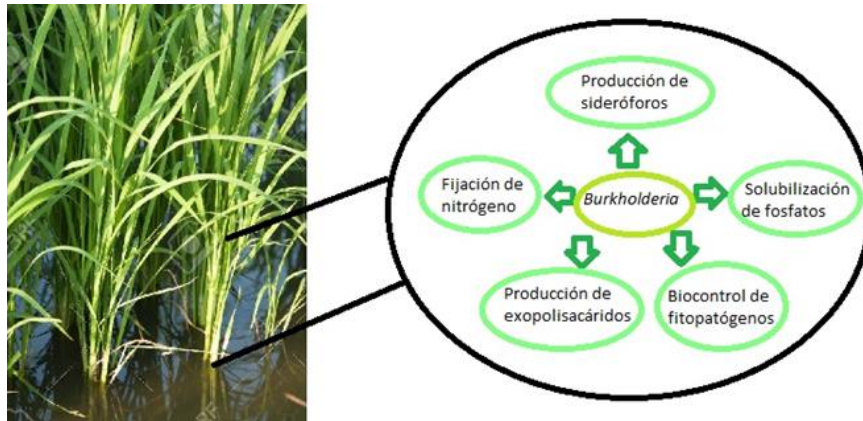 Producción de
sideróforos
Fijación de
nitrógeno
Burkholderia
Solubilización
de fosfatos
Producción de
exopolisacáridos
Biocontrol de
fitopatógenos